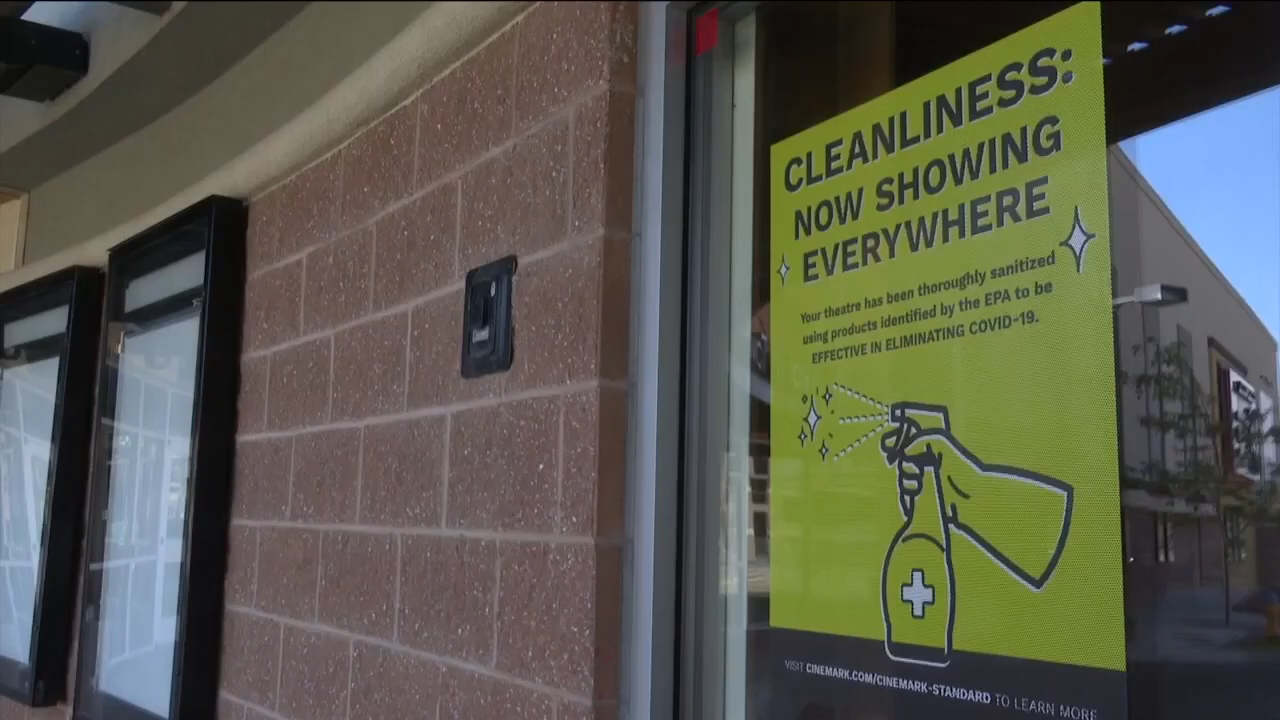 CLEANLINESS:
NOW SHOWING
EVERYWHERE
Your theatre has been thoroughly sanitized
using products identified by the EPA to be
EFFECTIVE IN ELIMINATING COVID-19.
VISIT CINEMARK.COM/CINEMARK-STANDARD TO LEARN MORE